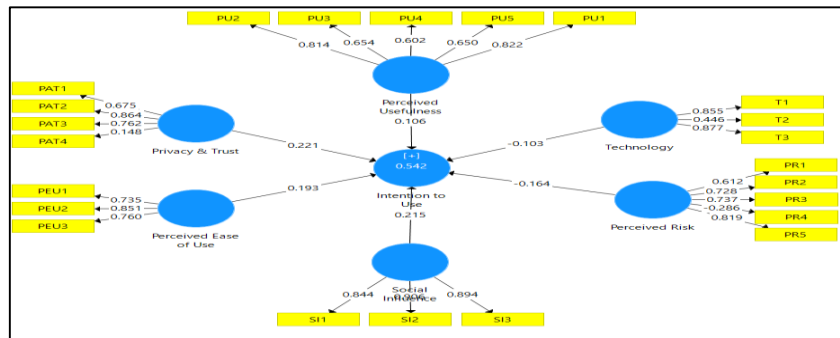 PU2
PU3
PU4
PU5
PU1
0.814
0.654
0.602
0.650
0.822
Perceived
Usefulness
0.106
PAT1
PAT2
PAT3
PAT4
0.675
0.864
0.762
0.148
Privacy & Trust
0.221
T1
T2
T3
0.855
0.446
0.877
Technology
-0.103
[+]
0.542
Intention to
Use
PEU1
PEU2
PEU3
0.735
0.851
0.760
Perceived Ease
of Use
0.193
PR1
PR2
PR3
PR4
PR5
0.612
0.728
0.737
-0.286
0.819
Perceived Risk
-0.164
0.215
Social
Influence
0.844
0.894
SI1
SI2
SI3